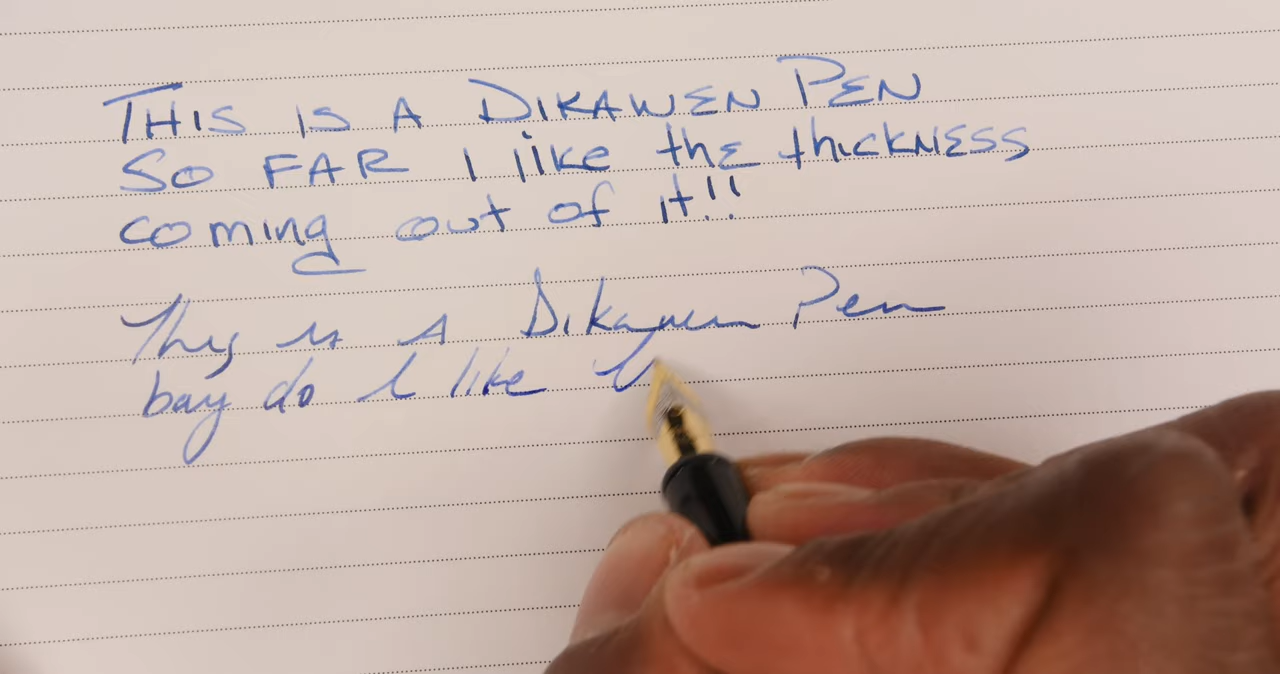 THIS IS A DIKAWEN PEN
SO FAR I like the thickness
coming out of it!!
This is A Dikawen Pen
boy do I like